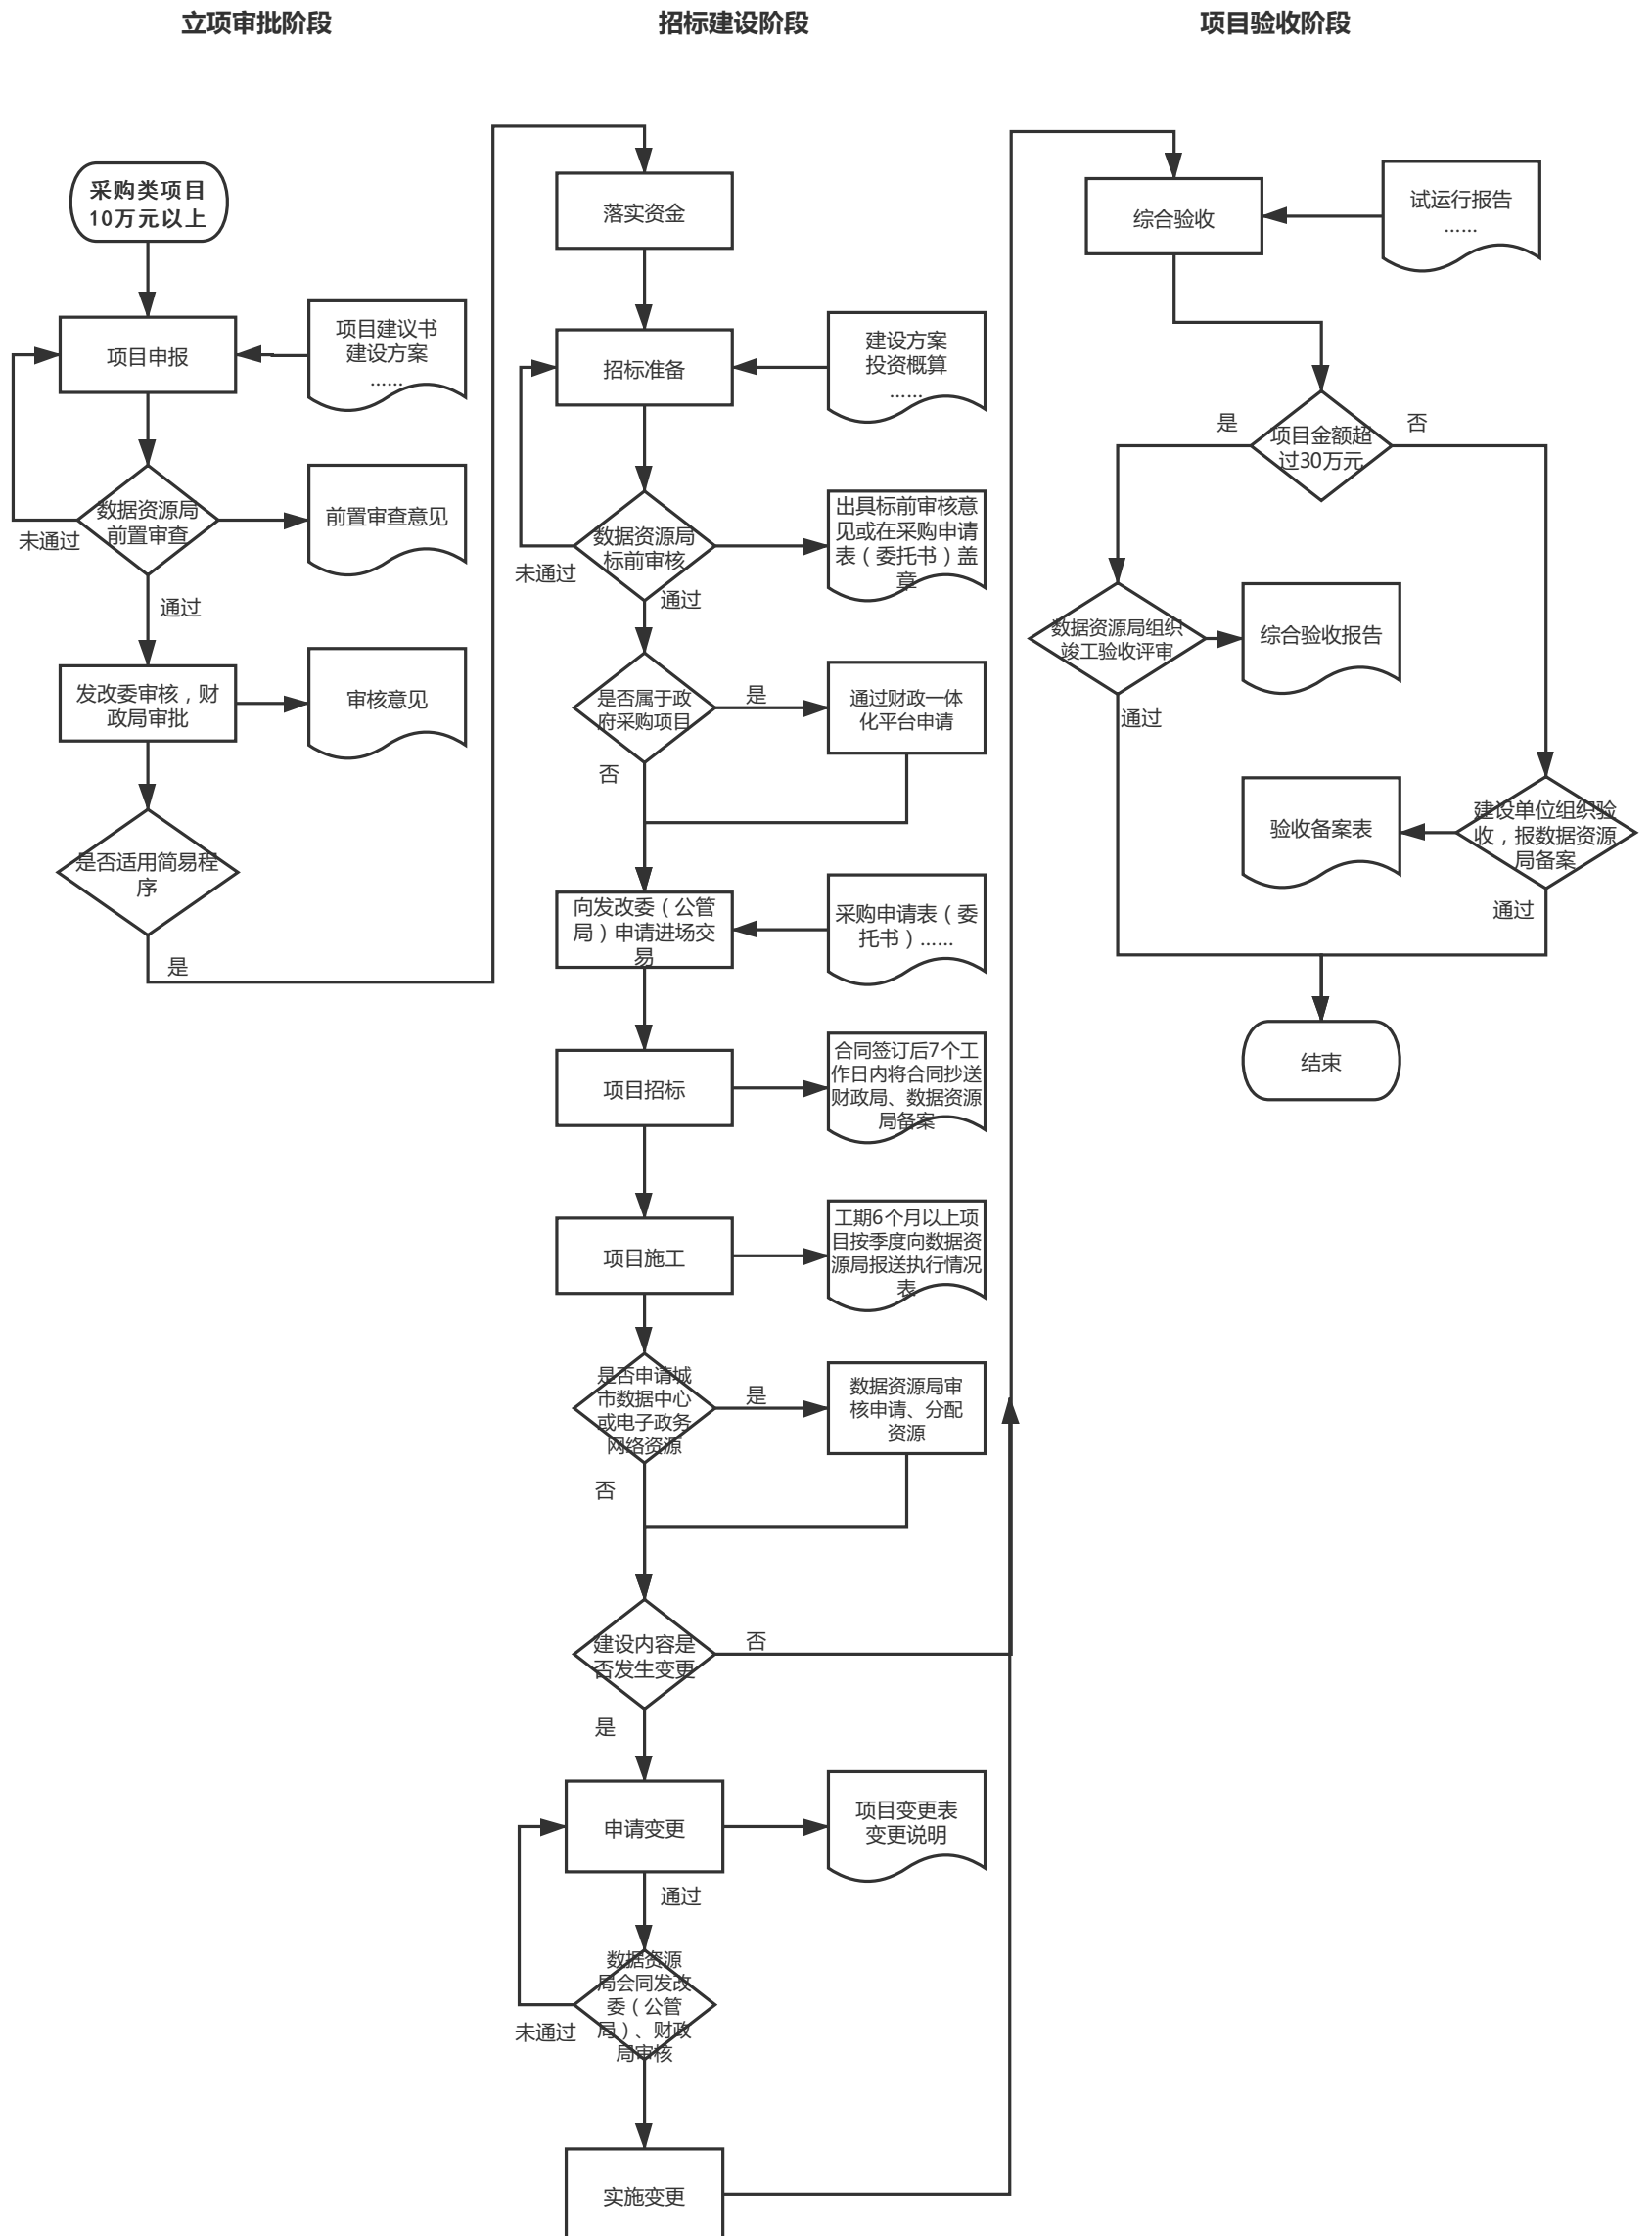 立项审批阶段
招标建设阶段
项目验收阶段
采购类项目
10万元以上
项目申报
项目建议书
建设方案
……
数据资源局
前置审查
未通过
前置审查意见
通过
发改委审核，财
政局审批
审核意见
是否适用简易程
序
是
落实资金
招标准备
建设方案
投资概算
……
数据资源局
标前审核
未通过
出具标前审核意
见或在采购申请
表（委托书）盖
章
通过
是否属于政
府采购项目
是
通过财政一体
化平台申请
否
向发改委（公管
局）申请进场交
易
采购申请表（委
托书）……
项目招标
合同签订后7个工
作日内将合同抄送
财政局、数据资源
局备案
项目施工
工期6个月以上项
目按季度向数据资
源局报送执行情况
表
是否申请城
市数据中心
或电子政务
网络资源
是
数据资源局审
核申请、分配
资源
否
建设内容是
否发生变更
否
是
申请变更
项目变更表
变更说明
通过
数据资源
局会同发改
委（公管
局）、财政
局审核
未通过
实施变更
综合验收
试运行报告
……
项目金额超
过30万元
是
否
数据资源局组织
竣工验收评审
综合验收报告
通过
建设单位组织验
收，报数据资源
局备案
验收备案表
通过
结束